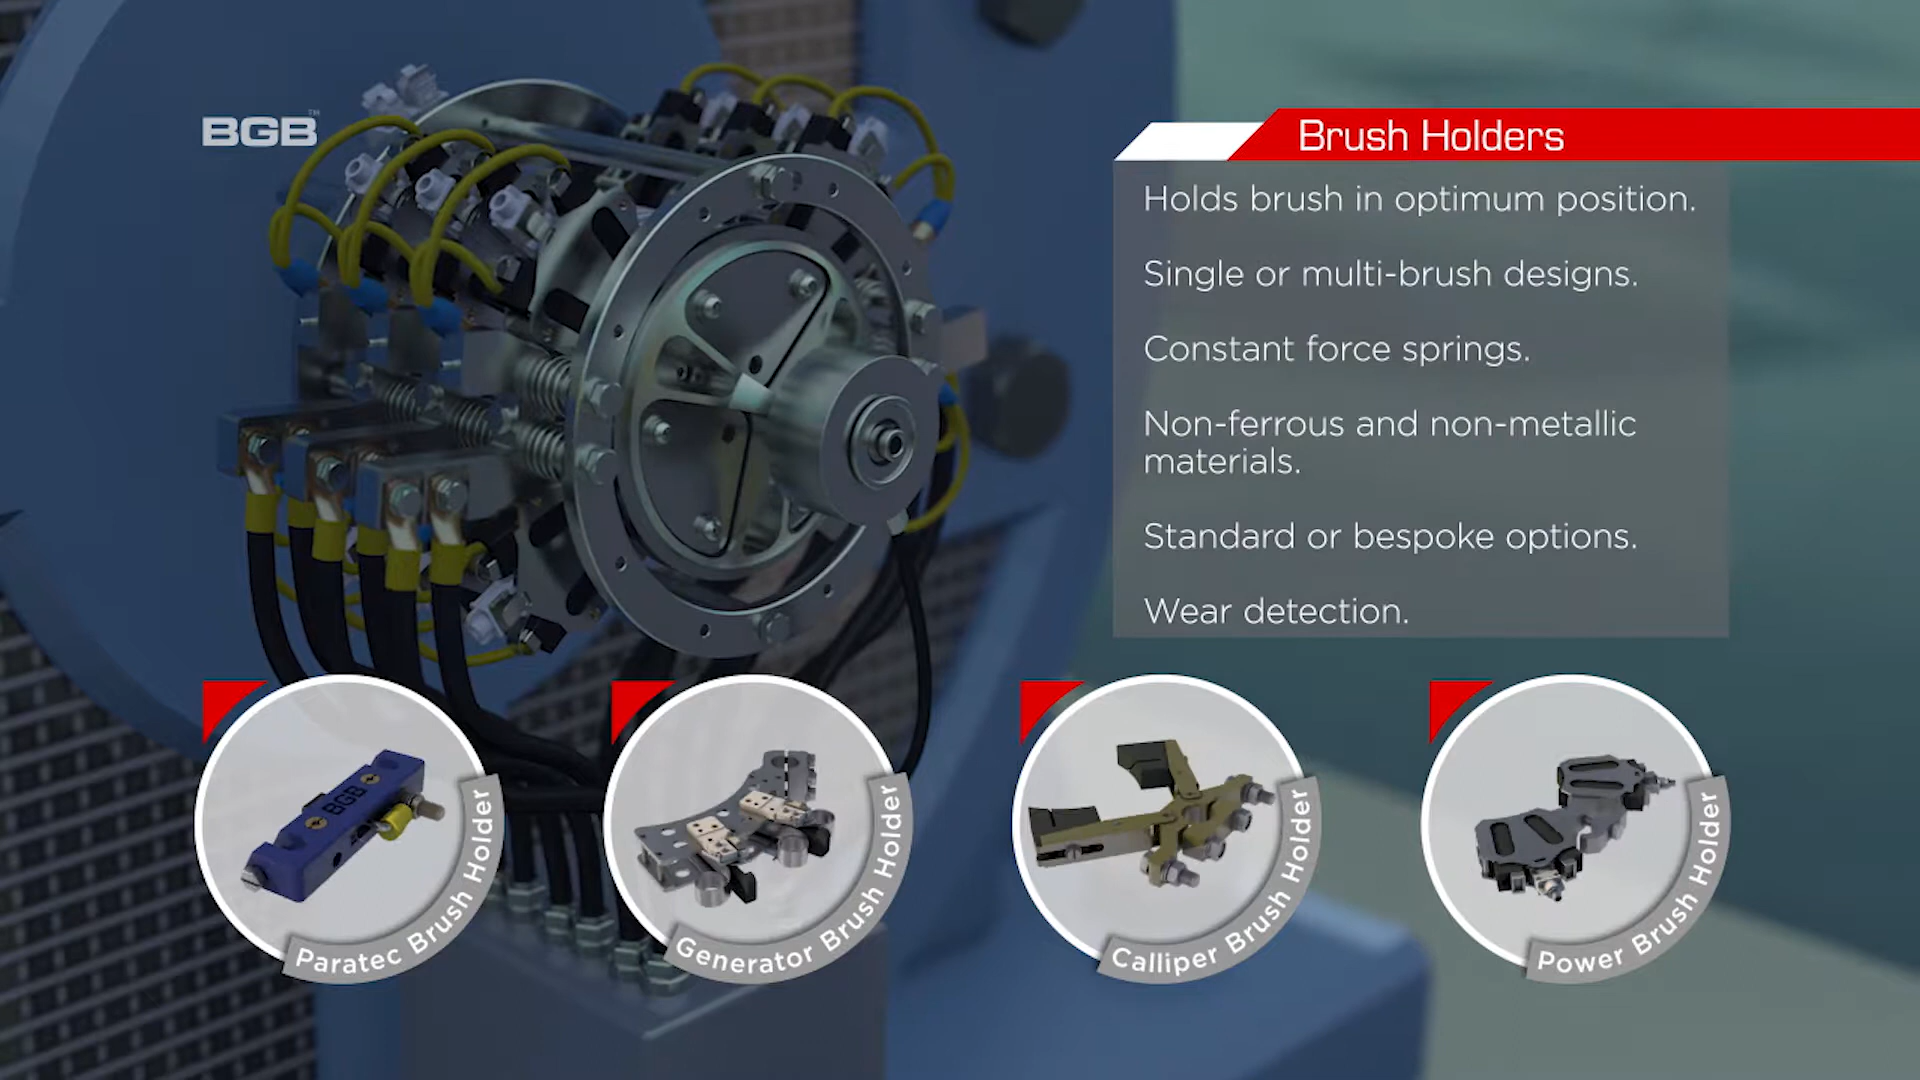 BGB™
Brush Holders
Holds brush in optimum position.
Single or multi-brush designs.
Constant force springs.
Non-ferrous and non-metallic
materials.
Standard or bespoke options.
Wear detection.
BGB
Paratec Brush Holder
Generator Brush Holder
Calliper Brush Holder
Power Brush Holder